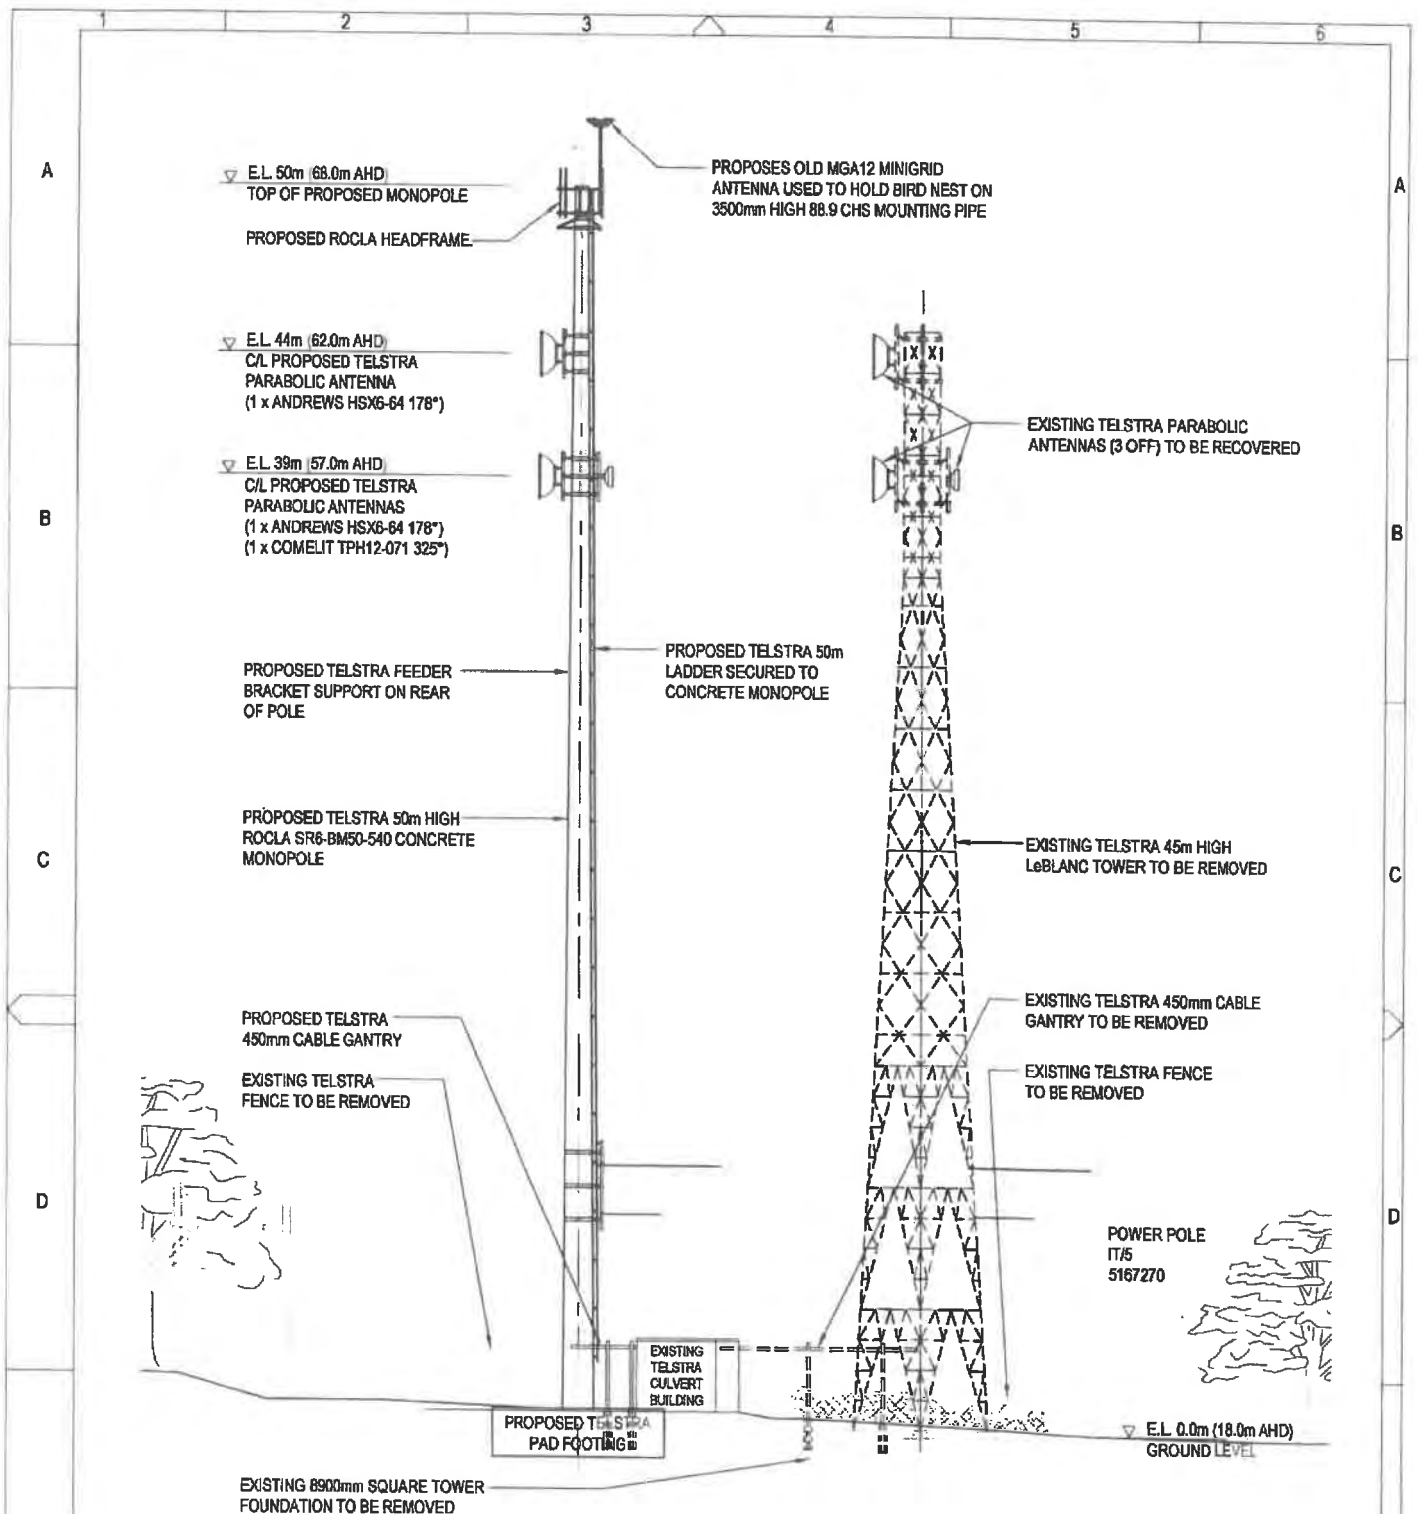 1 2 3 4 5 6
A
A
E.L. 50m (68.0m AHD)
TOP OF PROPOSED MONOPOLE
PROPOSED ROCLA HEADFRAME
PROPOSES OLD MGA12 MINIGRID
ANTENNA USED TO HOLD BIRD NEST ON
3500mm HIGH 88.9 CHS MOUNTING PIPE
E.L. 44m (62.0m AHD)
C/L PROPOSED TELSTRA
PARABOLIC ANTENNA
(1 x ANDREWS HSX6-64 178°)
EXISTING TELSTRA PARABOLIC
ANTENNAS (3 OFF) TO BE RECOVERED
E.L. 39m (57.0m AHD)
C/L PROPOSED TELSTRA
PARABOLIC ANTENNAS
(1 x ANDREWS HSX6-64 178°)
(1 x COMELIT TPH12-071 325°)
B
B
PROPOSED TELSTRA FEEDER
BRACKET SUPPORT ON REAR
OF POLE
PROPOSED TELSTRA 50m
LADDER SECURED TO
CONCRETE MONOPOLE
PROPOSED TELSTRA 50m HIGH
ROCLA SR6-BM50-540 CONCRETE
MONOPOLE
EXISTING TELSTRA 45m HIGH
LeBLANC TOWER TO BE REMOVED
C
C
PROPOSED TELSTRA
450mm CABLE GANTRY
EXISTING TELSTRA 450mm CABLE
GANTRY TO BE REMOVED
EXISTING TELSTRA
FENCE TO BE REMOVED
EXISTING TELSTRA FENCE
TO BE REMOVED
D
D
POWER POLE
IT/5
5167270
EXISTING
TELSTRA
CULVERT
BUILDING
PROPOSED TELSTRA
PAD FOOTING
E.L. 0.0m (18.0m AHD)
GROUND LEVEL
EXISTING 8900mm SQUARE TOWER
FOUNDATION TO BE REMOVED